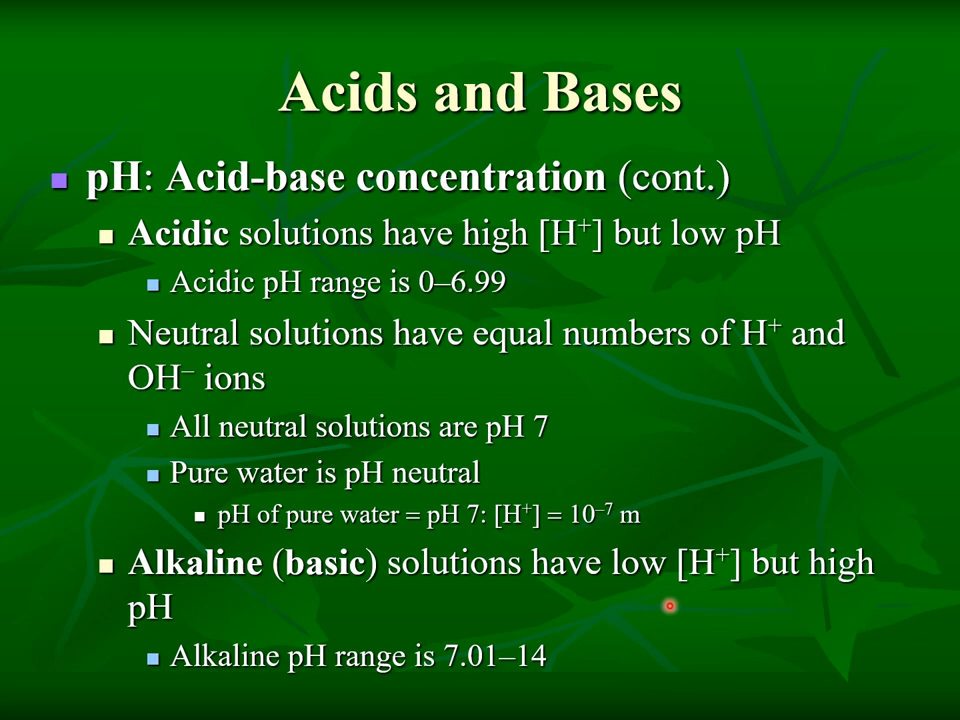 Acids and Bases
pH: Acid-base concentration (cont.)
Acidic solutions have high [H⁺] but low pH
Acidic pH range is 0–6.99
Neutral solutions have equal numbers of H⁺ and
OH⁻ ions
All neutral solutions are pH 7
Pure water is pH neutral
pH of pure water = pH 7: [H⁺] = 10⁻⁷ m
Alkaline (basic) solutions have low [H⁺] but high
pH
Alkaline pH range is 7.01–14